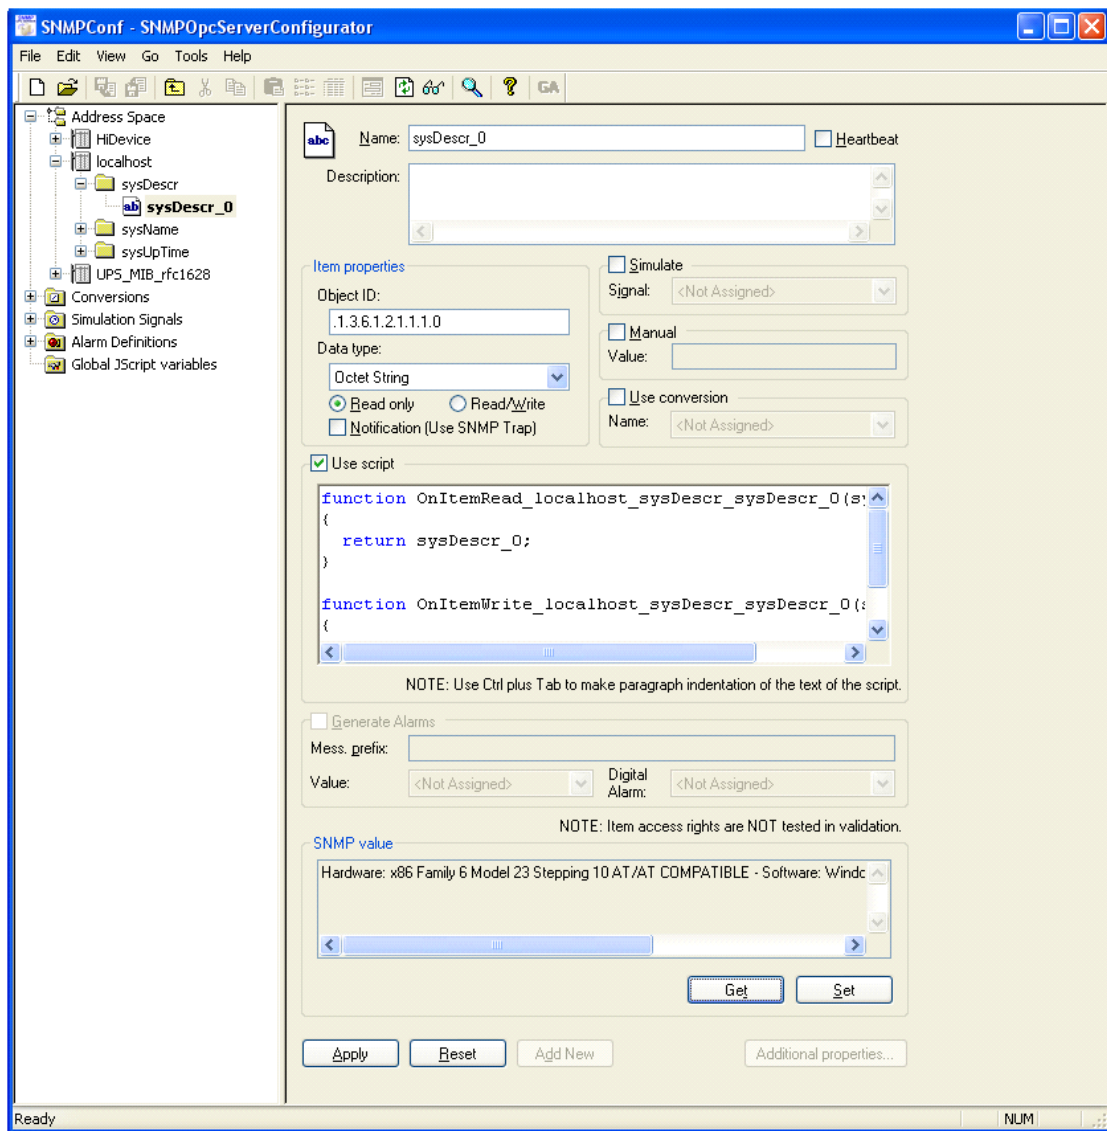 SNMPConf - SNMPOpcServerConfigurator
File Edit View Go Tools Help
GA
Address Space
HiDevice
localhost
sysDescr
ab sysDescr_0
sysName
sysUpTime
UPS_MIB_rfc1628
Conversions
Simulation Signals
Alarm Definitions
Global JScript variables
abc Name: sysDescr_0 Heartbeat
Description:
Item properties
Object ID:
.1.3.6.1.2.1.1.1.0
Data type:
Octet String
Read only Read/Write
Notification (Use SNMP Trap)
Simulate
Signal: <Not Assigned>
Manual
Value:
Use conversion
Name: <Not Assigned>
Use script
function OnItemRead_localhost_sysDescr_sysDescr_0(sy
{
return sysDescr_0;
}
function OnItemWrite_localhost_sysDescr_sysDescr_0(s
{
NOTE: Use Ctrl plus Tab to make paragraph indentation of the text of the script.
Generate Alarms
Mess. prefix:
Value: <Not Assigned> Digital Alarm: <Not Assigned>
NOTE: Item access rights are NOT tested in validation.
SNMP value
Hardware: x86 Family 6 Model 23 Stepping 10 AT/AT COMPATIBLE - Software: Windo
Get Set
Apply Reset Add New Additional properties...
Ready NUM